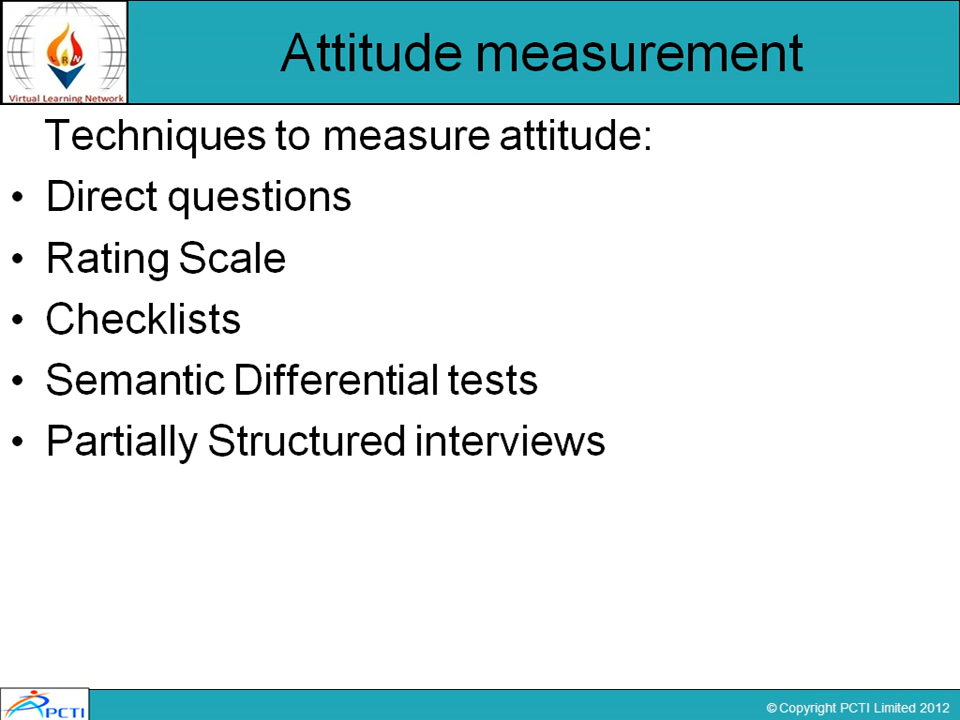 RN
Virtual Learning Network
Attitude measurement
Techniques to measure attitude:
• Direct questions
• Rating Scale
• Checklists
• Semantic Differential tests
• Partially Structured interviews
PCTI
© Copyright PCTI Limited 2012